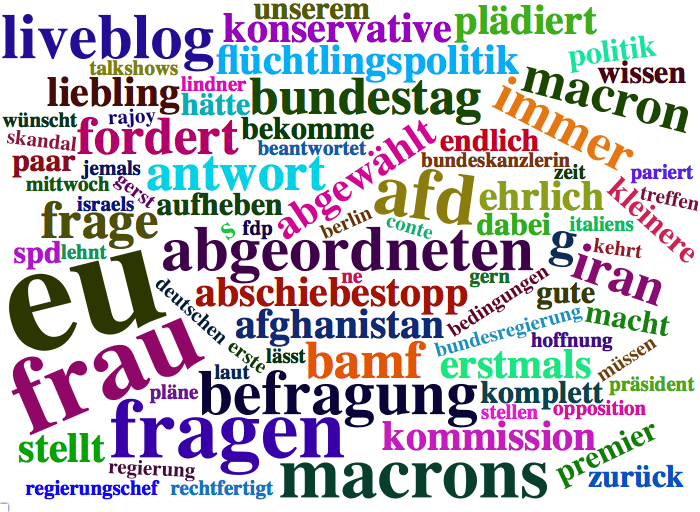 unserem
liveblog
konservative
plädiert
talkshows
flüchtlingspolitik
politik
wissen
liebling
lindner
hätte
bundestag
macron
immer
wünscht
rajoy
skandal
fordert
bekomme
beantwortet
endlich
paar
jemals
antwort
abgewählt
bundeskanzlerin
zeit
pariert
mittwoch
gerst
israels
aufheben
afd
ehrlich
kleinere
treffen
frage
s
fdp
berlin
conte
dabei
italiens
spd
lehnt
abgeordneten
g
kehrt
eu
ne
gern
iran
deutschen
abschiebestopp
bedingungen
gute
afghanistan
bundesregierung
macht
hoffnung
frau
erste
lässt
bamf
erstmals
müssen
laut
pläne
befragung
komplett
präsident
stellen
opposition
fragen
kommission
premier
stellt
regierung
macrons
zurück
regierungschef
rechtfertigt